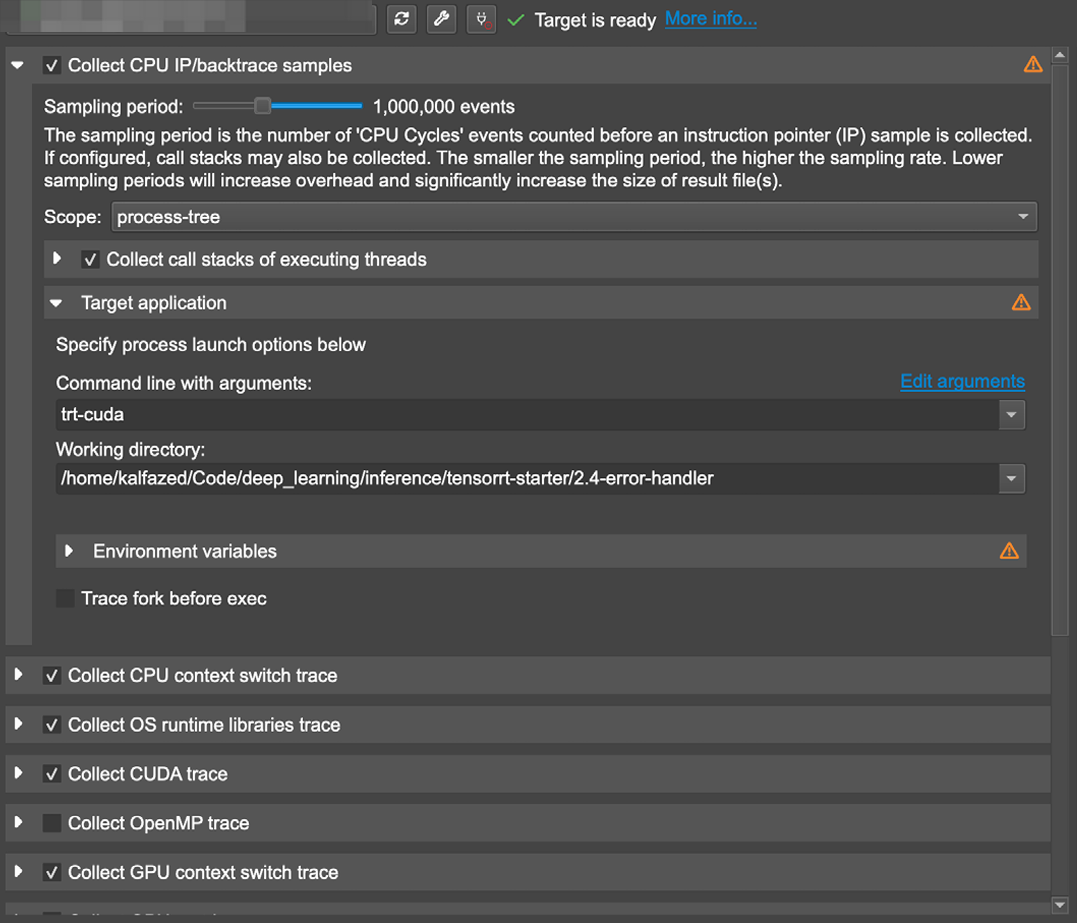 Target is ready More info...
Collect CPU IP/backtrace samples
Sampling period: 1,000,000 events
The sampling period is the number of 'CPU Cycles' events counted before an instruction pointer (IP) sample is collected.
If configured, call stacks may also be collected. The smaller the sampling period, the higher the sampling rate. Lower
sampling periods will increase overhead and significantly increase the size of result file(s).
Scope: process-tree
Collect call stacks of executing threads
Target application
Specify process launch options below
Command line with arguments: Edit arguments
trt-cuda
Working directory:
/home/kalfazed/Code/deep_learning/inference/tensorrt-starter/2.4-error-handler
Environment variables
Trace fork before exec
Collect CPU context switch trace
Collect OS runtime libraries trace
Collect CUDA trace
Collect OpenMP trace
Collect GPU context switch trace